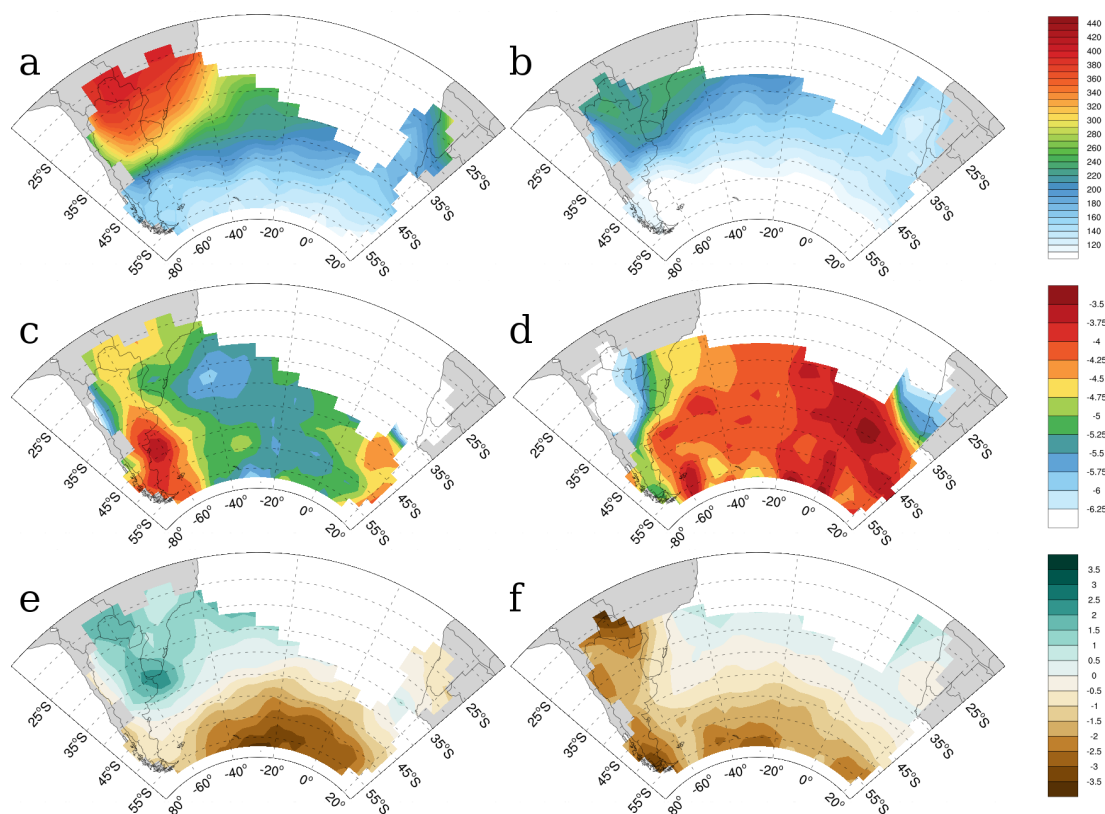 a
25°S
35°S
45°S
55°S
-80°
-60°
-40°
-20°
0°
20°
55°S
45°S
35°S
25°S
b
25°S
35°S
45°S
55°S
-80°
-60°
-40°
-20°
0°
20°
55°S
45°S
35°S
25°S
440
420
400
380
360
340
320
300
280
260
240
220
200
180
160
140
120
c
25°S
35°S
45°S
55°S
-80°
-60°
-40°
-20°
0°
20°
55°S
45°S
35°S
25°S
d
25°S
35°S
45°S
55°S
-80°
-60°
-40°
-20°
0°
20°
55°S
45°S
35°S
25°S
-3.5
-3.75
-4
-4.25
-4.5
-4.75
-5
-5.25
-5.5
-5.75
-6
-6.25
e
25°S
35°S
45°S
55°S
-80°
-60°
-40°
-20°
0°
20°
55°S
45°S
35°S
25°S
f
25°S
35°S
45°S
55°S
-80°
-60°
-40°
-20°
0°
20°
55°S
45°S
35°S
25°S
3.5
3
2.5
2
1.5
1
0.5
0
-0.5
-1
-1.5
-2
-2.5
-3
-3.5